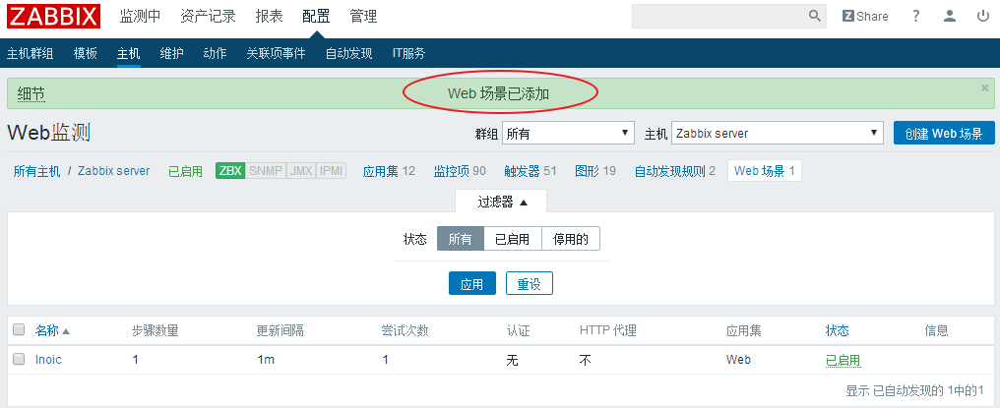 ZABBIX 监测中 资产记录 报表 配置 管理 Z Share ?
主机群组 模板 主机 维护 动作 关联项事件 自动发现 IT服务
细节 Web 场景已添加 ×
Web监测 群组 所有 主机 Zabbix server 创建 Web 场景
所有主机 / Zabbix server 已启用 ZBX SNMP JMX IPMI 应用集 12 监控项 90 触发器 51 图形 19 自动发现规则 2 Web 场景 1
过滤器 ▲
状态 所有 已启用 停用的
应用 重设
名称 ▲ 步骤数量 更新间隔 尝试次数 认证 HTTP 代理 应用集 状态 信息
Inoic 1 1m 1 无 不 Web 已启用
显示 已自动发现的 1中的1